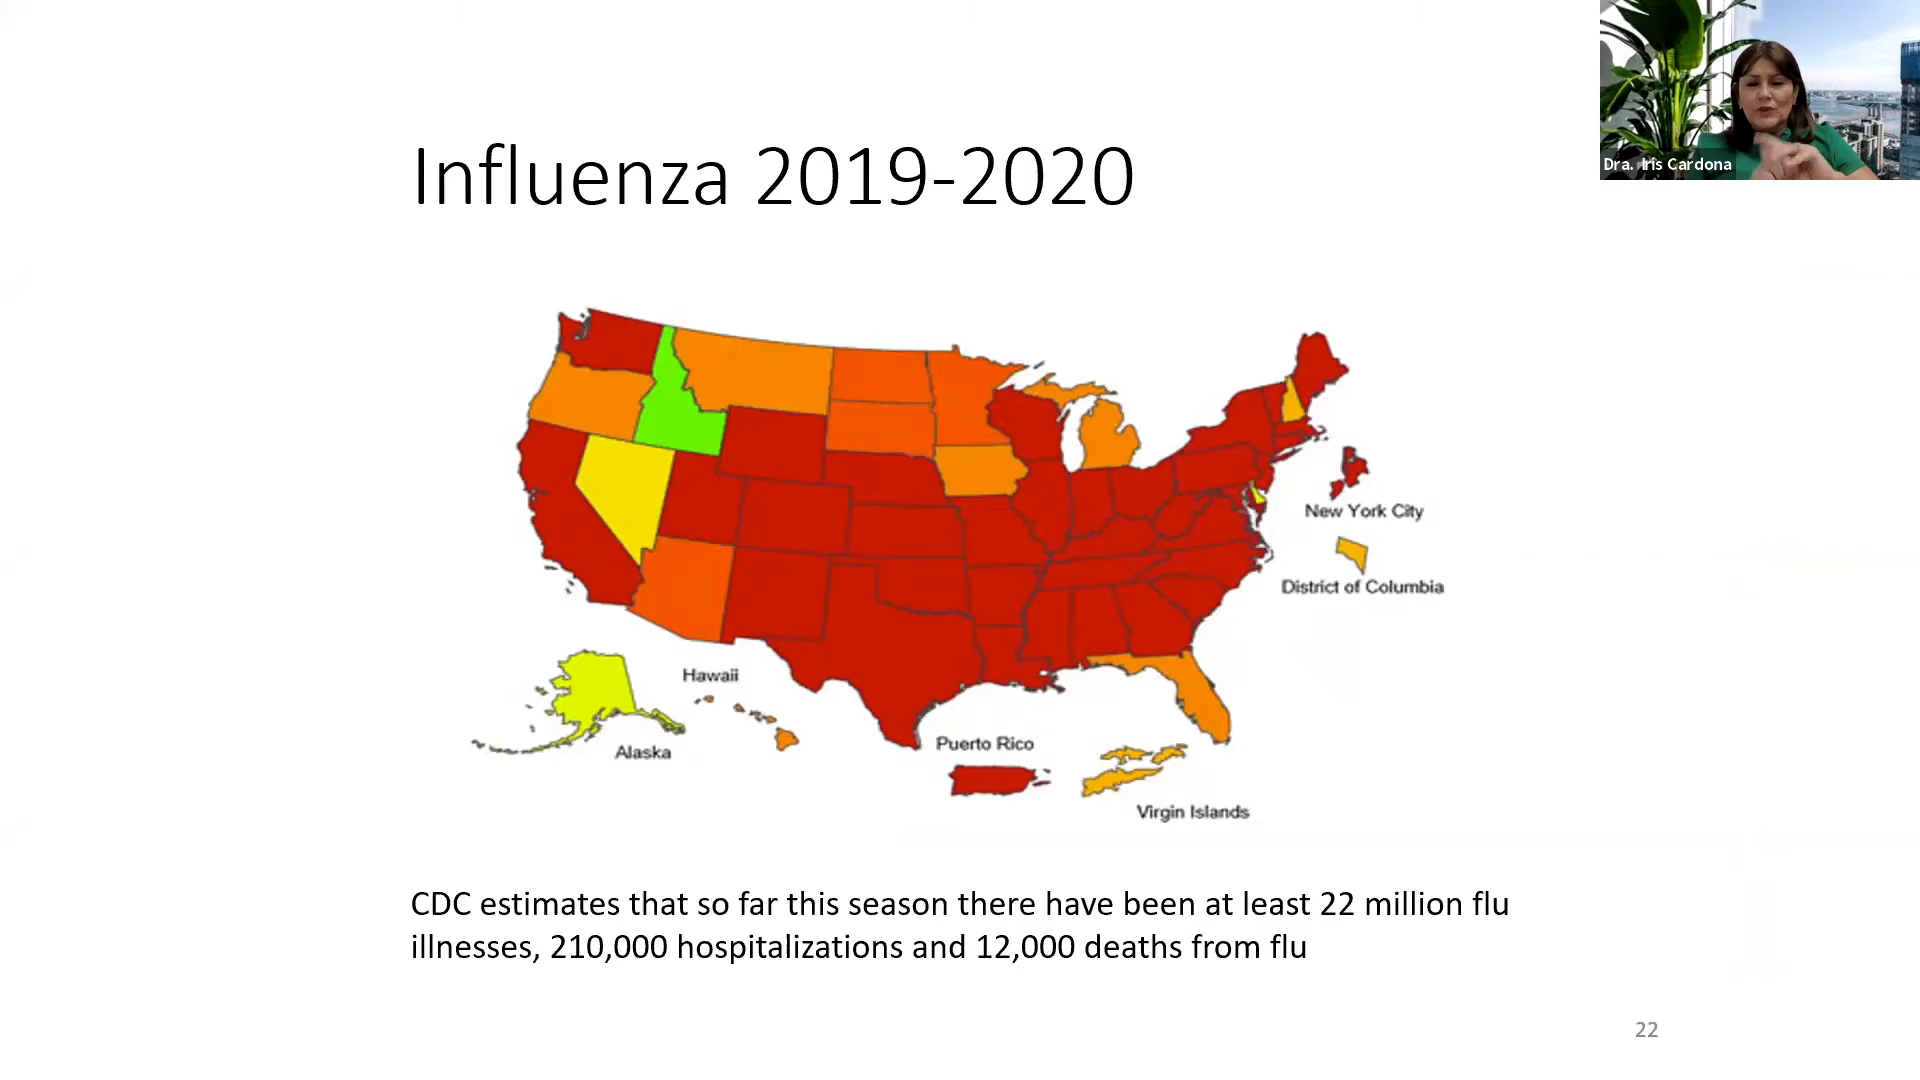 Dra. Iris Cardona
Influenza 2019-2020
New York City
District of Columbia
Hawaii
Alaska
Puerto Rico
Virgin Islands
CDC estimates that so far this season there have been at least 22 million flu
illnesses, 210,000 hospitalizations and 12,000 deaths from flu
22